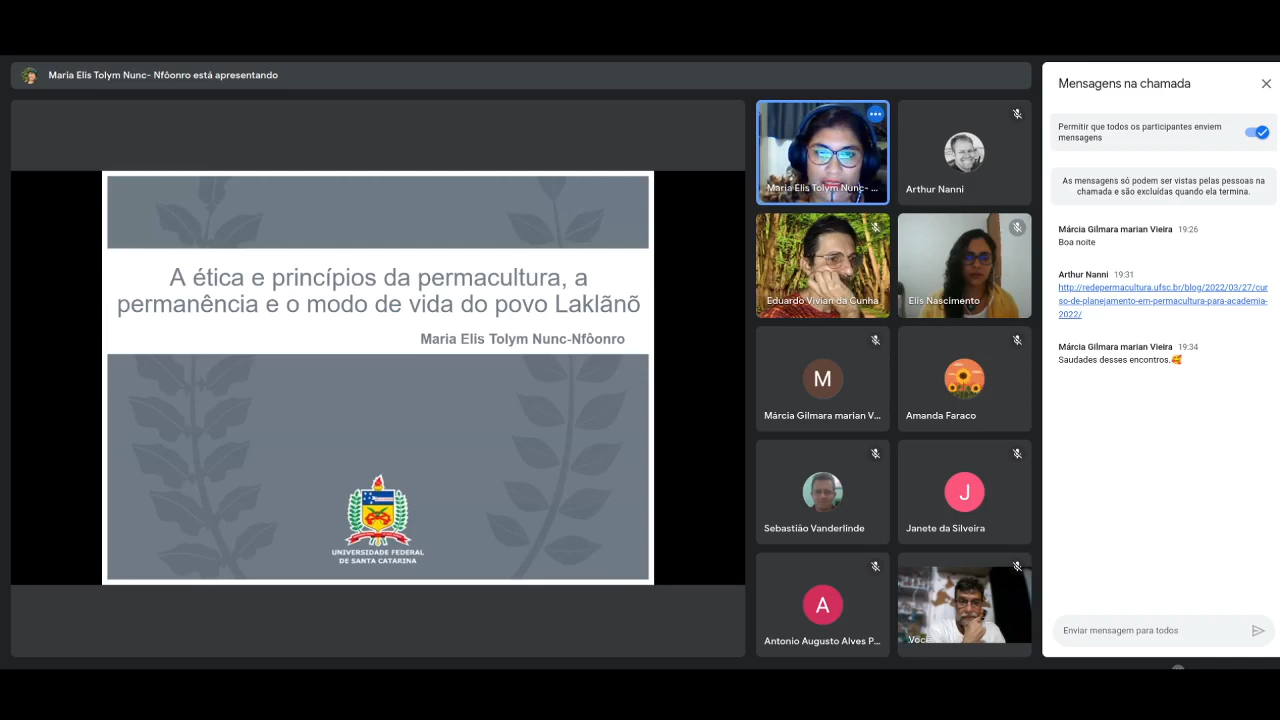 Maria Elis Tolym Nunc- Nfôonro está apresentando
A ética e princípios da permacultura, a
permanência e o modo de vida do povo Laklãnõ
Maria Elis Tolym Nunc-Nfôonro
UNIVERSIDADE FEDERAL
DE SANTA CATARINA
Maria Elis Tolym Nunc- ...
Arthur Nanni
Eduardo Vivian da Cunha
Elis Nascimento
M
Márcia Gilmara marian V...
Amanda Faraco
Sebastião Vanderlinde
J
Janete da Silveira
A
Antonio Augusto Alves P...
Você
Mensagens na chamada
Permitir que todos os participantes enviem
mensagens
As mensagens só podem ser vistas pelas pessoas na
chamada e são excluídas quando ela termina.
Márcia Gilmara marian Vieira 19:26
Boa noite
Arthur Nanni 19:31
http://redepermacultura.ufsc.br/blog/2022/03/27/cur
so-de-planejamento-em-permacultura-para-academia-
2022/
Márcia Gilmara marian Vieira 19:34
Saudades desses encontros.🥰
Enviar mensagem para todos